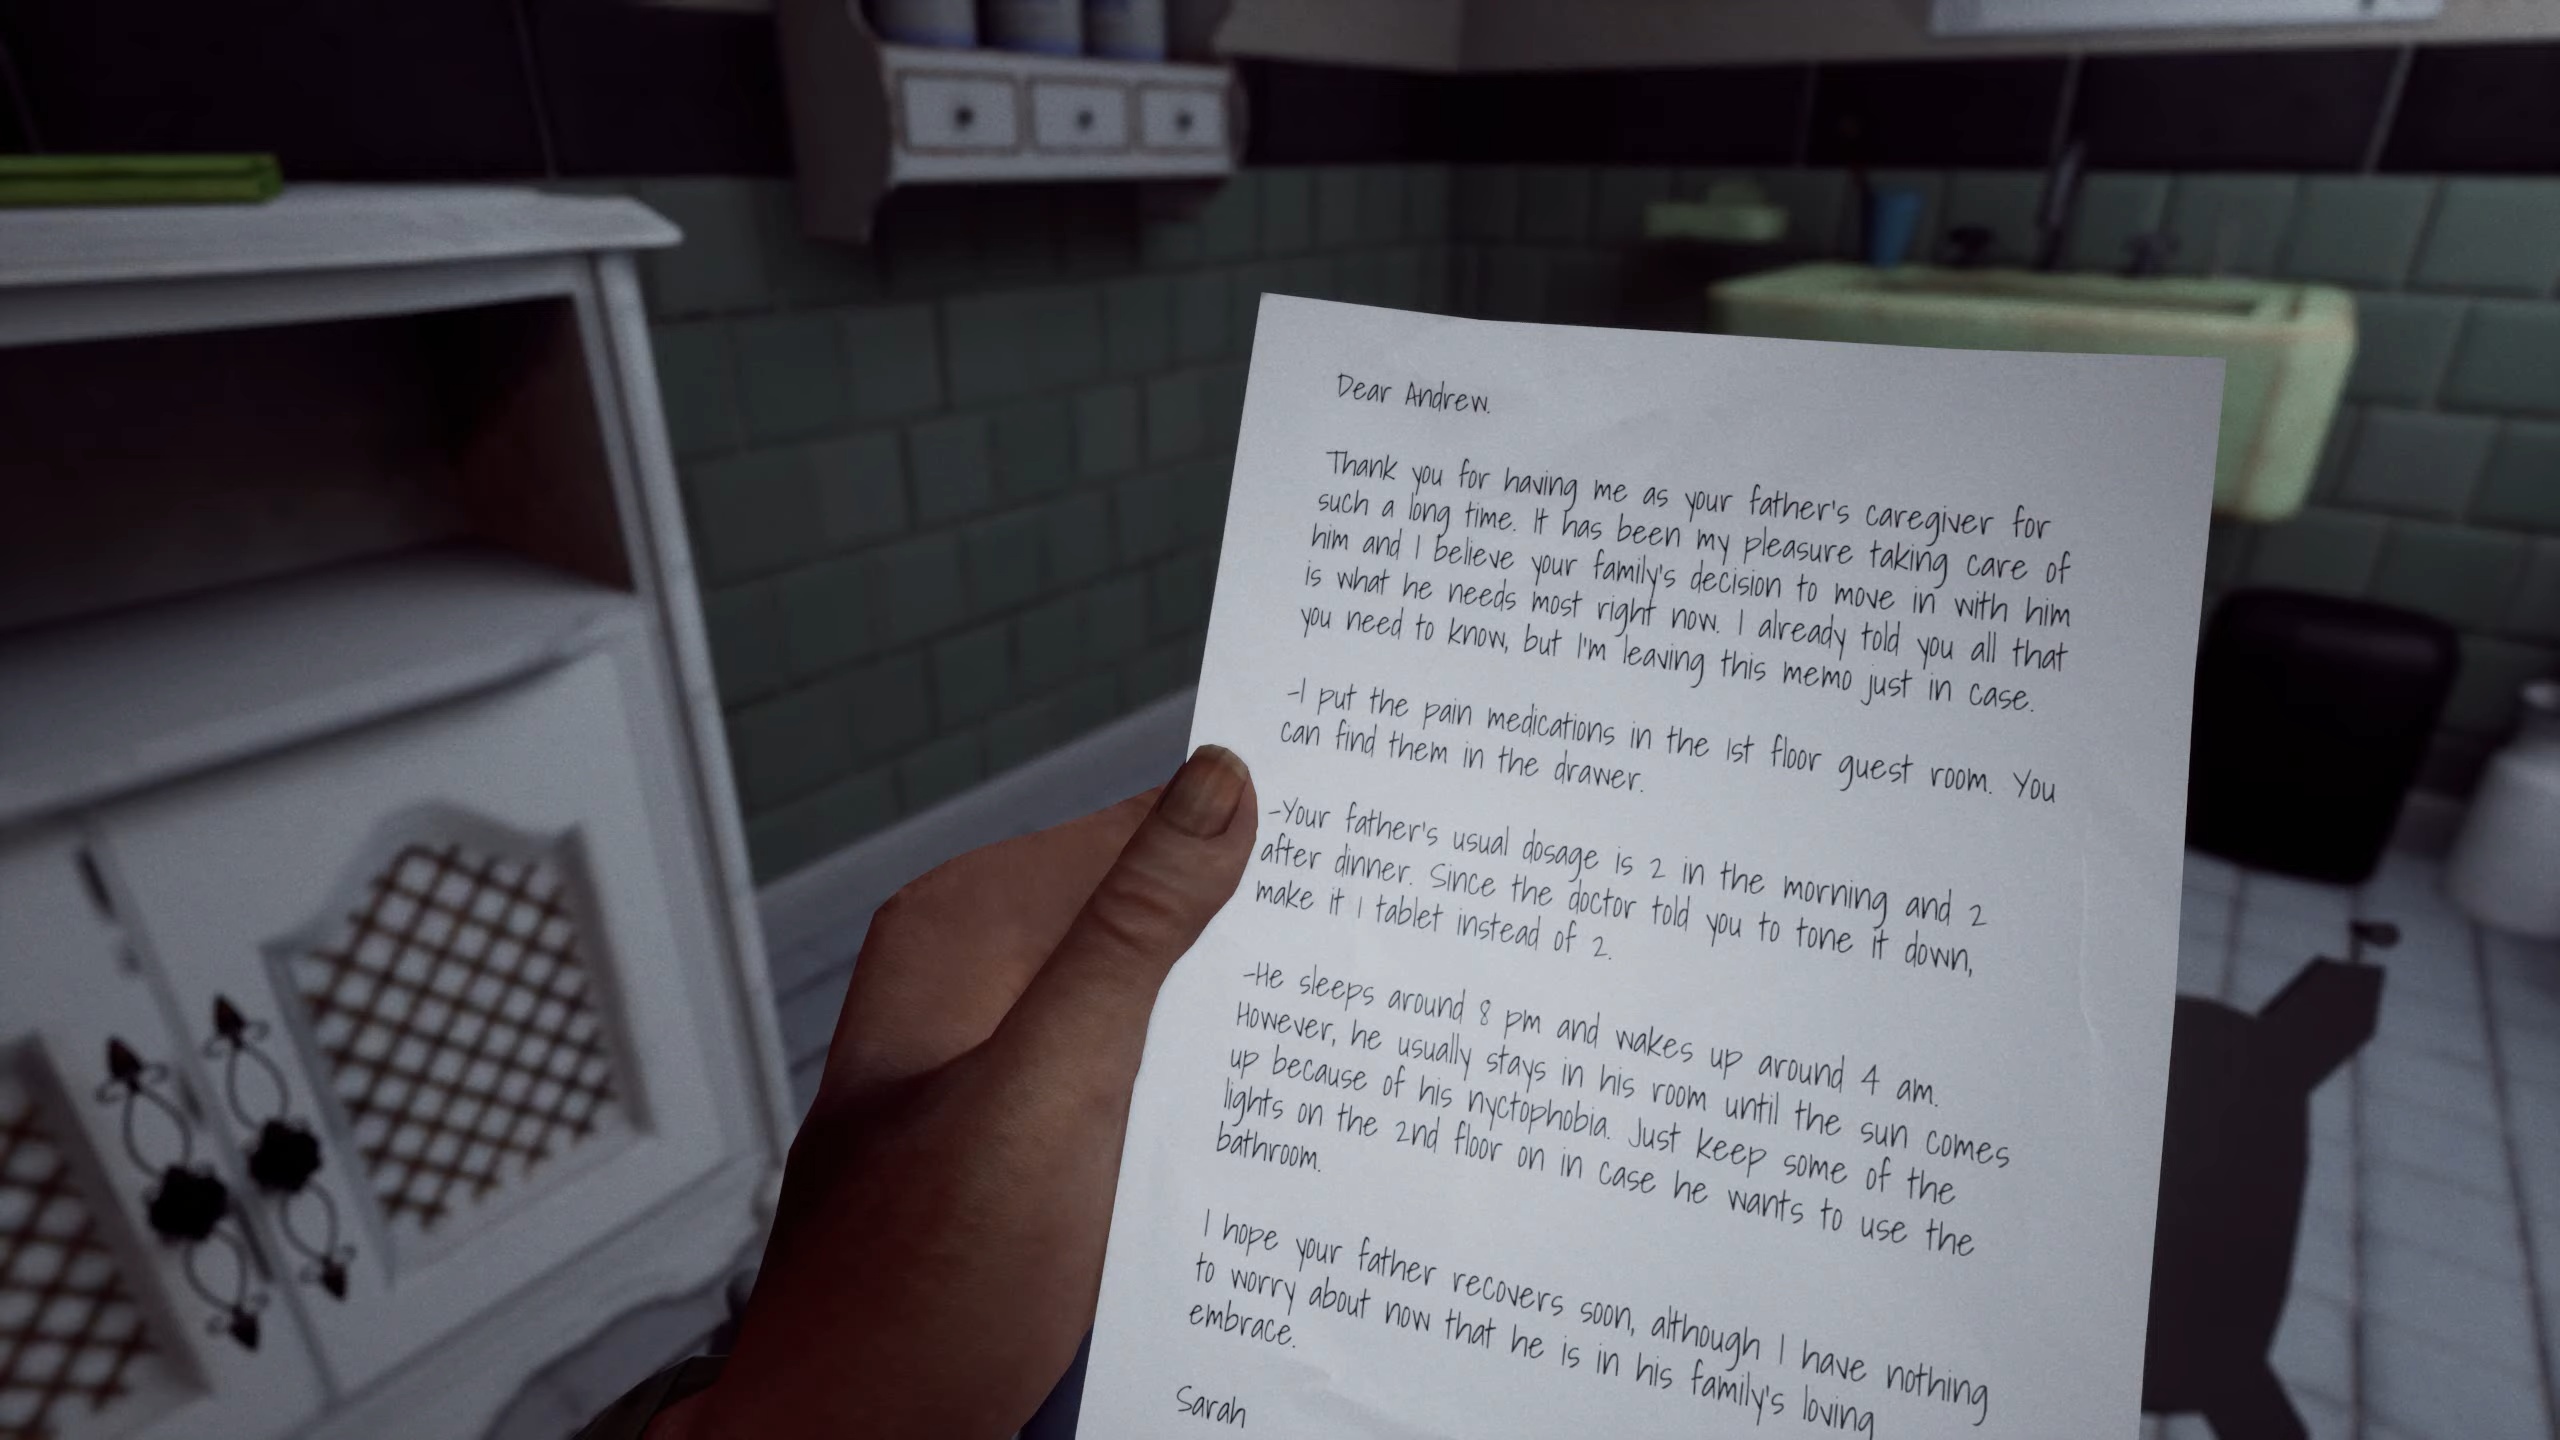 Dear Andrew.
Thank you for having me as your father's caregiver for
such a long time. It has been my pleasure taking care of
him and I believe your family's decision to move in with him
is what he needs most right now. I already told you all that
you need to know, but I'm leaving this memo just in case.
-I put the pain medications in the 1st floor guest room. You
can find them in the drawer.
-Your father's usual dosage is 2 in the morning and 2
after dinner. Since the doctor told you to tone it down,
make it 1 tablet instead of 2.
-He sleeps around 8 pm and wakes up around 4 am.
However, he usually stays in his room until the sun comes
up because of his nyctophobia. Just keep some of the
lights on the 2nd floor on in case he wants to use the
bathroom.
I hope your father recovers soon, although I have nothing
to worry about now that he is in his family's loving
embrace.
Sarah